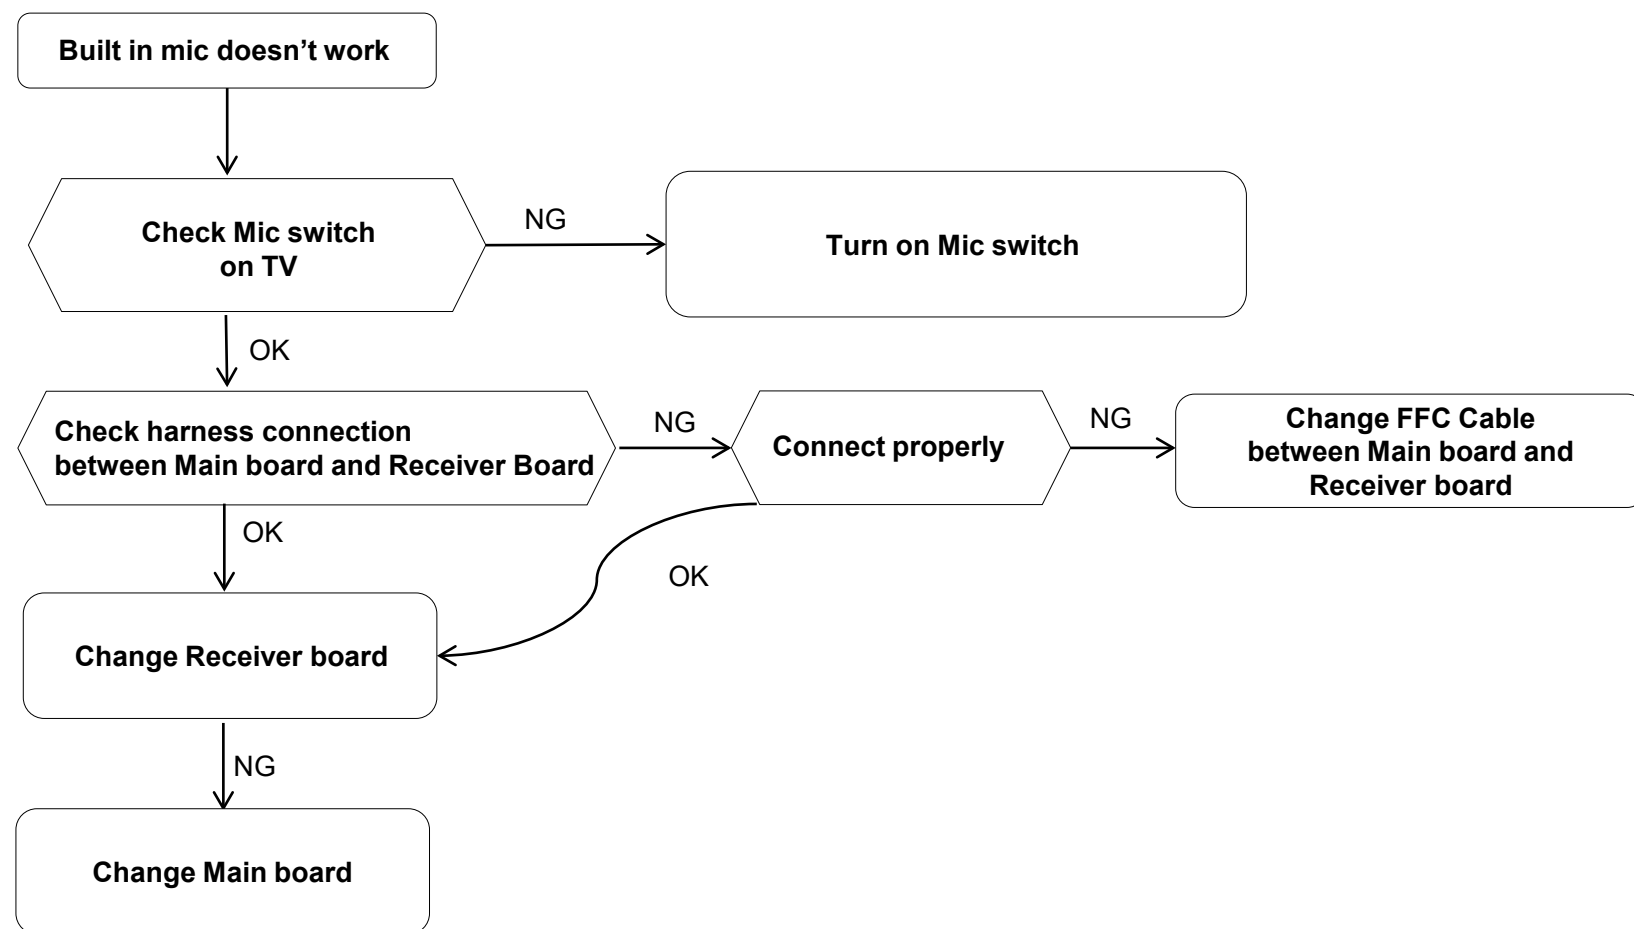 Built in mic doesn’t work
Check Mic switch
on TV
NG
Turn on Mic switch
OK
Check harness connection
between Main board and Receiver Board
NG
Connect properly
NG
Change FFC Cable
between Main board and
Receiver board
OK
OK
Change Receiver board
NG
Change Main board